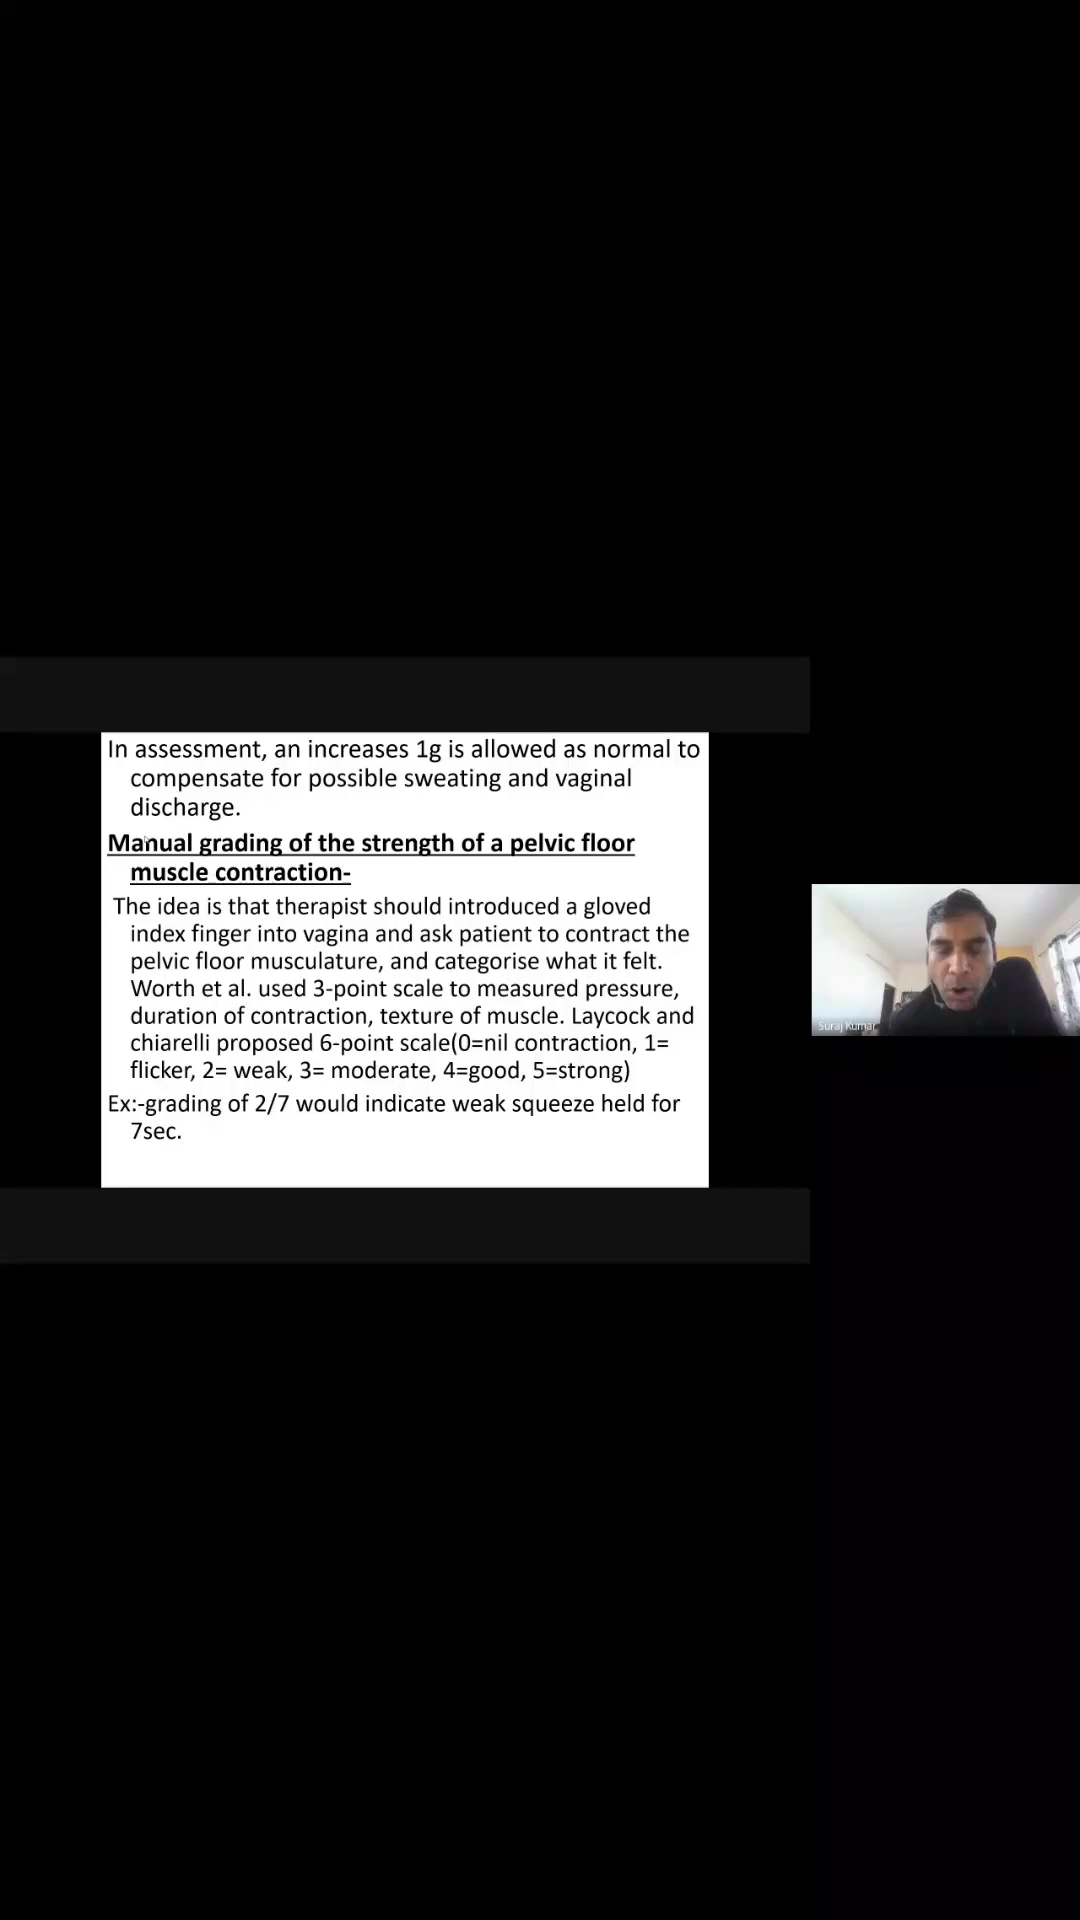 In assessment, an increases 1g is allowed as normal to
compensate for possible sweating and vaginal
discharge.
Manual grading of the strength of a pelvic floor
muscle contraction-
The idea is that therapist should introduced a gloved
index finger into vagina and ask patient to contract the
pelvic floor musculature, and categorise what it felt.
Worth et al. used 3-point scale to measured pressure,
duration of contraction, texture of muscle. Laycock and
chiarelli proposed 6-point scale(0=nil contraction, 1=
flicker, 2= weak, 3= moderate, 4=good, 5=strong)
Ex:-grading of 2/7 would indicate weak squeeze held for
7sec.
Suraj Kumar